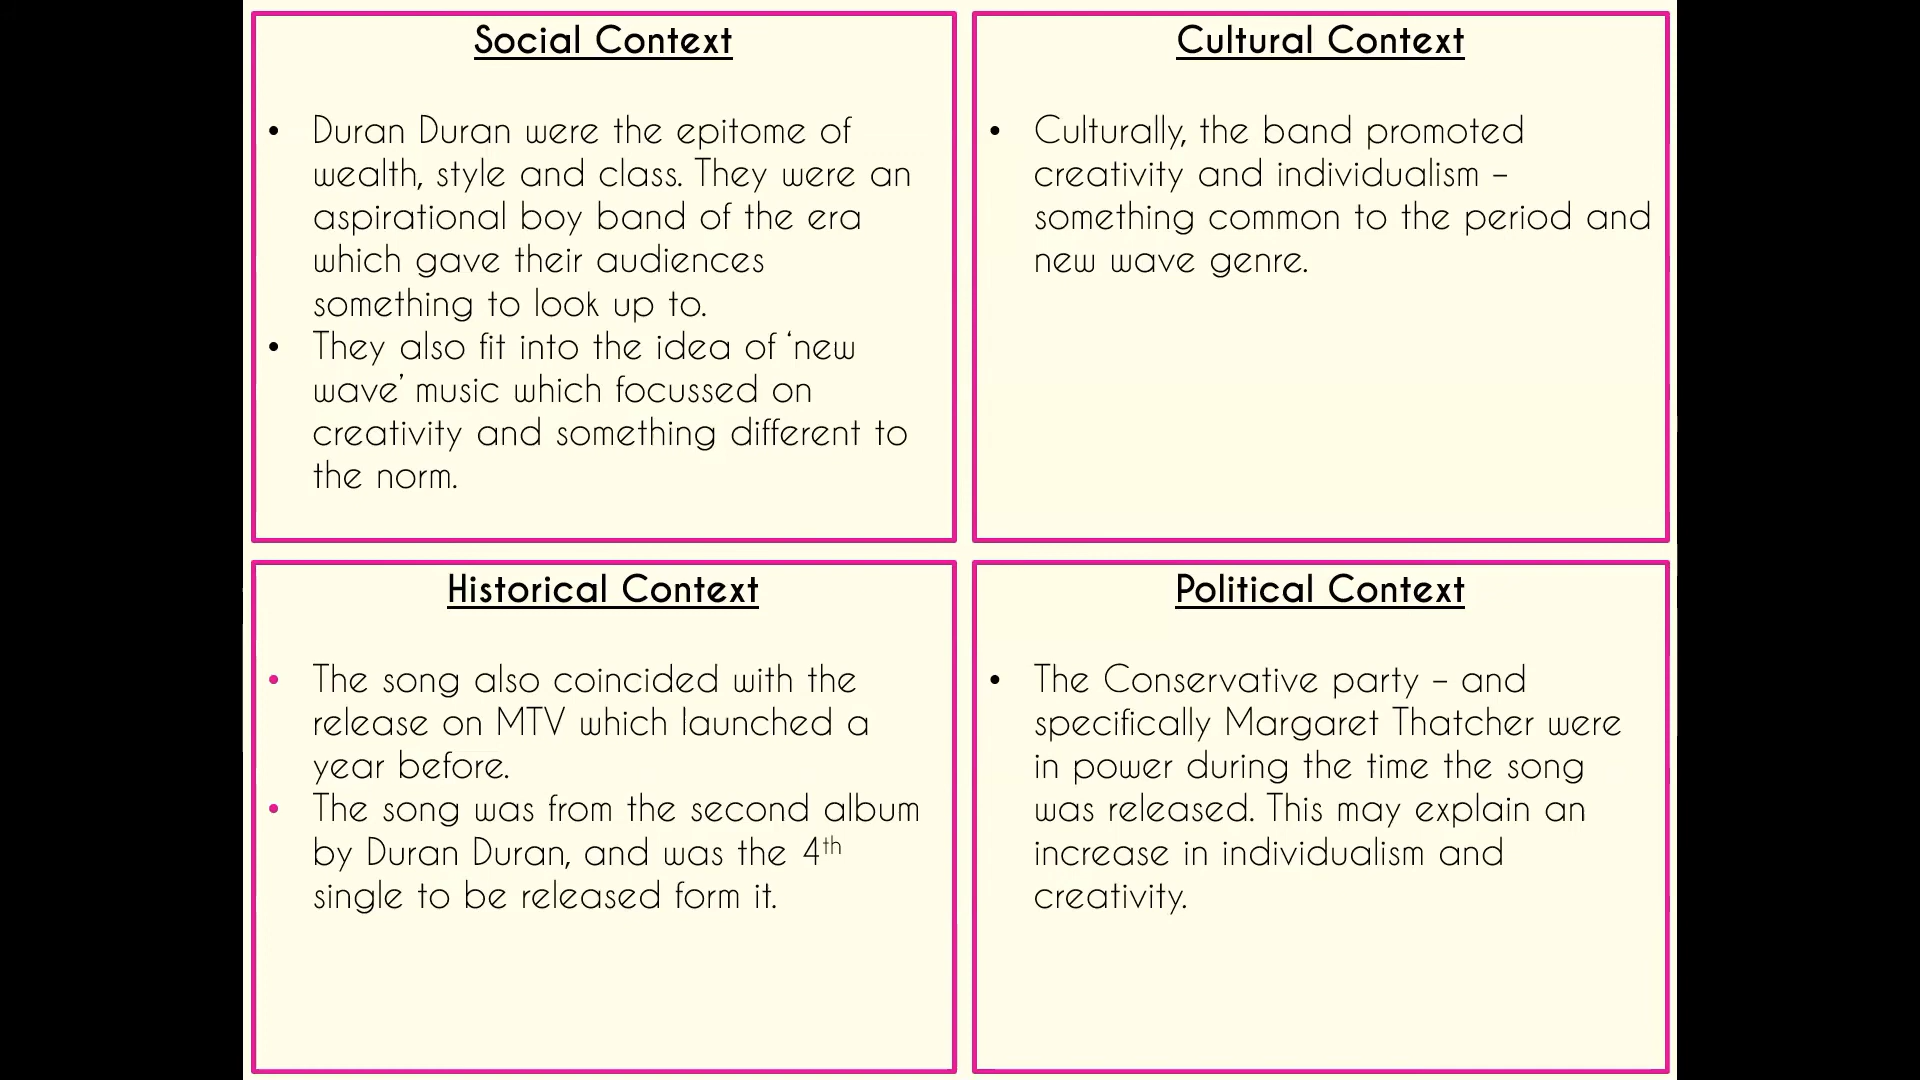 Social Context
• Duran Duran were the epitome of
wealth, style and class. They were an
aspirational boy band of the era
which gave their audiences
something to look up to.
• They also fit into the idea of ‘new
wave’ music which focussed on
creativity and something different to
the norm.
Cultural Context
• Culturally, the band promoted
creativity and individualism –
something common to the period and
new wave genre.
Historical Context
• The song also coincided with the
release on MTV which launched a
year before.
• The song was from the second album
by Duran Duran, and was the 4th
single to be released form it.
Political Context
• The Conservative party – and
specifically Margaret Thatcher were
in power during the time the song
was released. This may explain an
increase in individualism and
creativity.